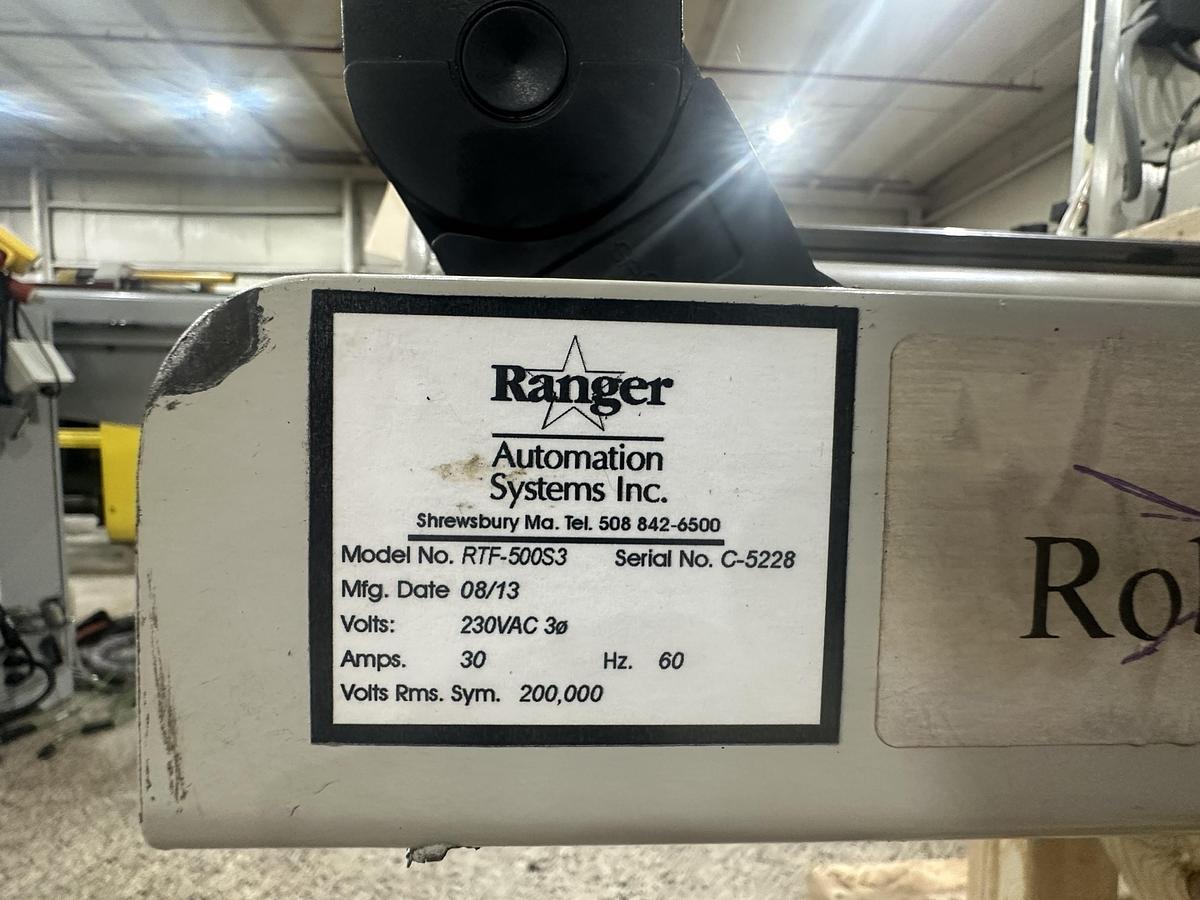 Ranger
Automation
Systems Inc.
Shrewsbury Ma. Tel. 508 842-6500
Model No. RTF-500S3 Serial No. C-5228
Mfg. Date 08/13
Volts: 230VAC 3ø
Amps. 30 Hz. 60
Volts Rms. Sym. 200,000